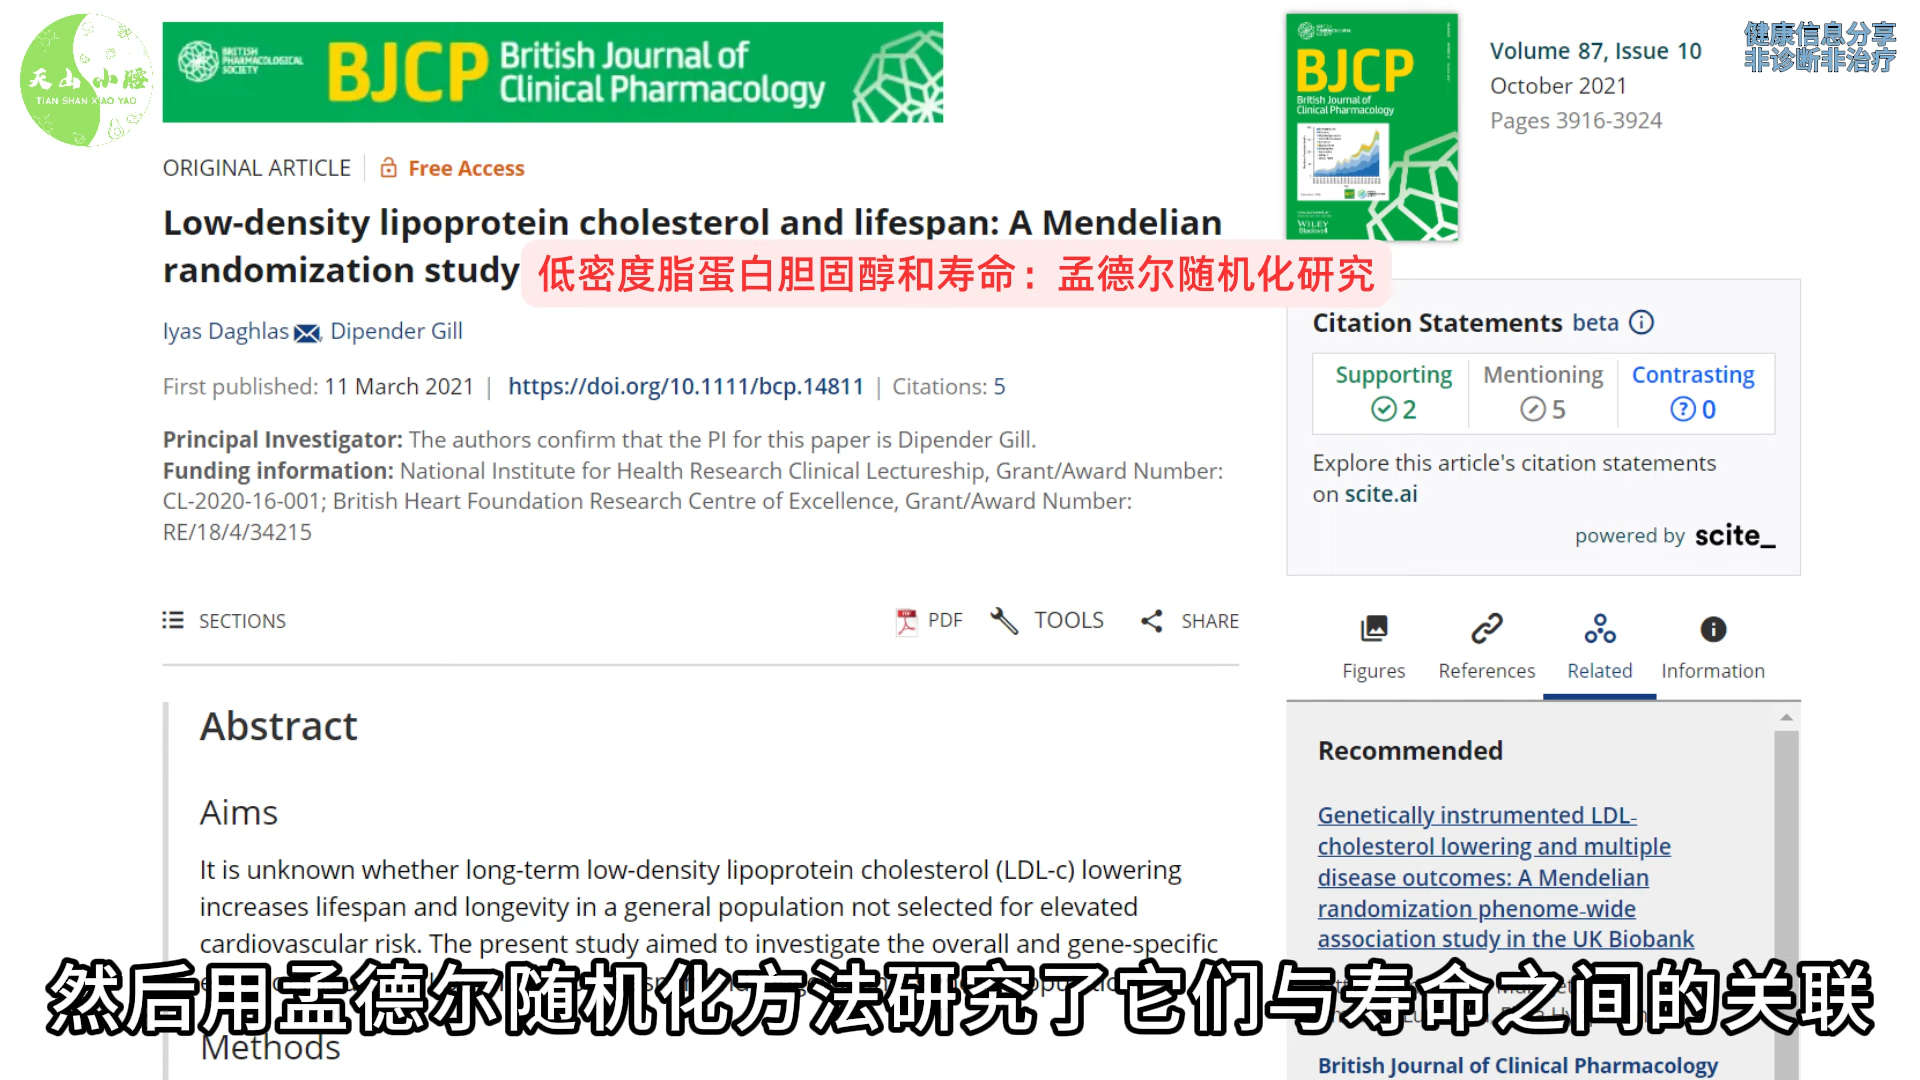 天山小腰
TIAN SHAN XIAO YAO
BRITISH PHARMACOLOGICAL SOCIETY
BJCP
British Journal of
Clinical Pharmacology
BJCP
British Journal of
Clinical Pharmacology
WILEY
Blackwell
Volume 87, Issue 10
October 2021
Pages 3916-3924
健康信息分享
非诊断非治疗
ORIGINAL ARTICLE
Free Access
Low-density lipoprotein cholesterol and lifespan: A Mendelian
randomization study
低密度脂蛋白胆固醇和寿命：孟德尔随机化研究
Iyas Daghlas, Dipender Gill
First published: 11 March 2021 | https://doi.org/10.1111/bcp.14811 | Citations: 5
Principal Investigator: The authors confirm that the PI for this paper is Dipender Gill.
Funding information: National Institute for Health Research Clinical Lectureship, Grant/Award Number:
CL-2020-16-001; British Heart Foundation Research Centre of Excellence, Grant/Award Number:
RE/18/4/34215
Citation Statements beta
Supporting Mentioning Contrasting
2 5 0
Explore this article's citation statements
on scite.ai
powered by scite_
SECTIONS
PDF TOOLS SHARE
Figures References Related Information
Abstract
Aims
It is unknown whether long-term low-density lipoprotein cholesterol (LDL-c) lowering
increases lifespan and longevity in a general population not selected for elevated
cardiovascular risk. The present study aimed to investigate the overall and gene-specific
Methods
Recommended
Genetically instrumented LDL-
cholesterol lowering and multiple
disease outcomes: A Mendelian
randomization phenome-wide
association study in the UK Biobank
British Journal of Clinical Pharmacology
然后用孟德尔随机化方法研究了它们与寿命之间的关联